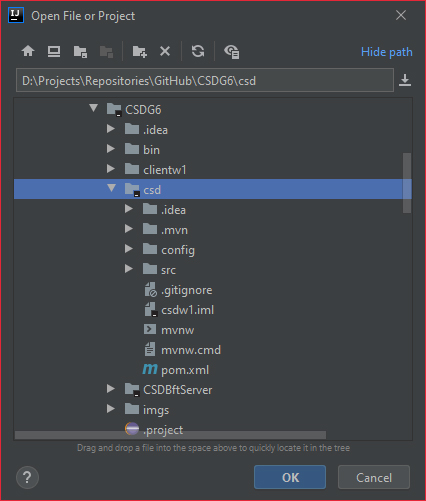 IJ
Open File or Project
Hide path
D:\Projects\Repositories\GitHub\CSDG6\csd
CSDG6
.idea
bin
clientw1
csd
.idea
.mvn
config
src
.gitignore
csdw1.iml
mvnw
mvnw.cmd
m pom.xml
CSDBftServer
imgs
.project
Drag and drop a file into the space above to quickly locate it in the tree
? OK Cancel